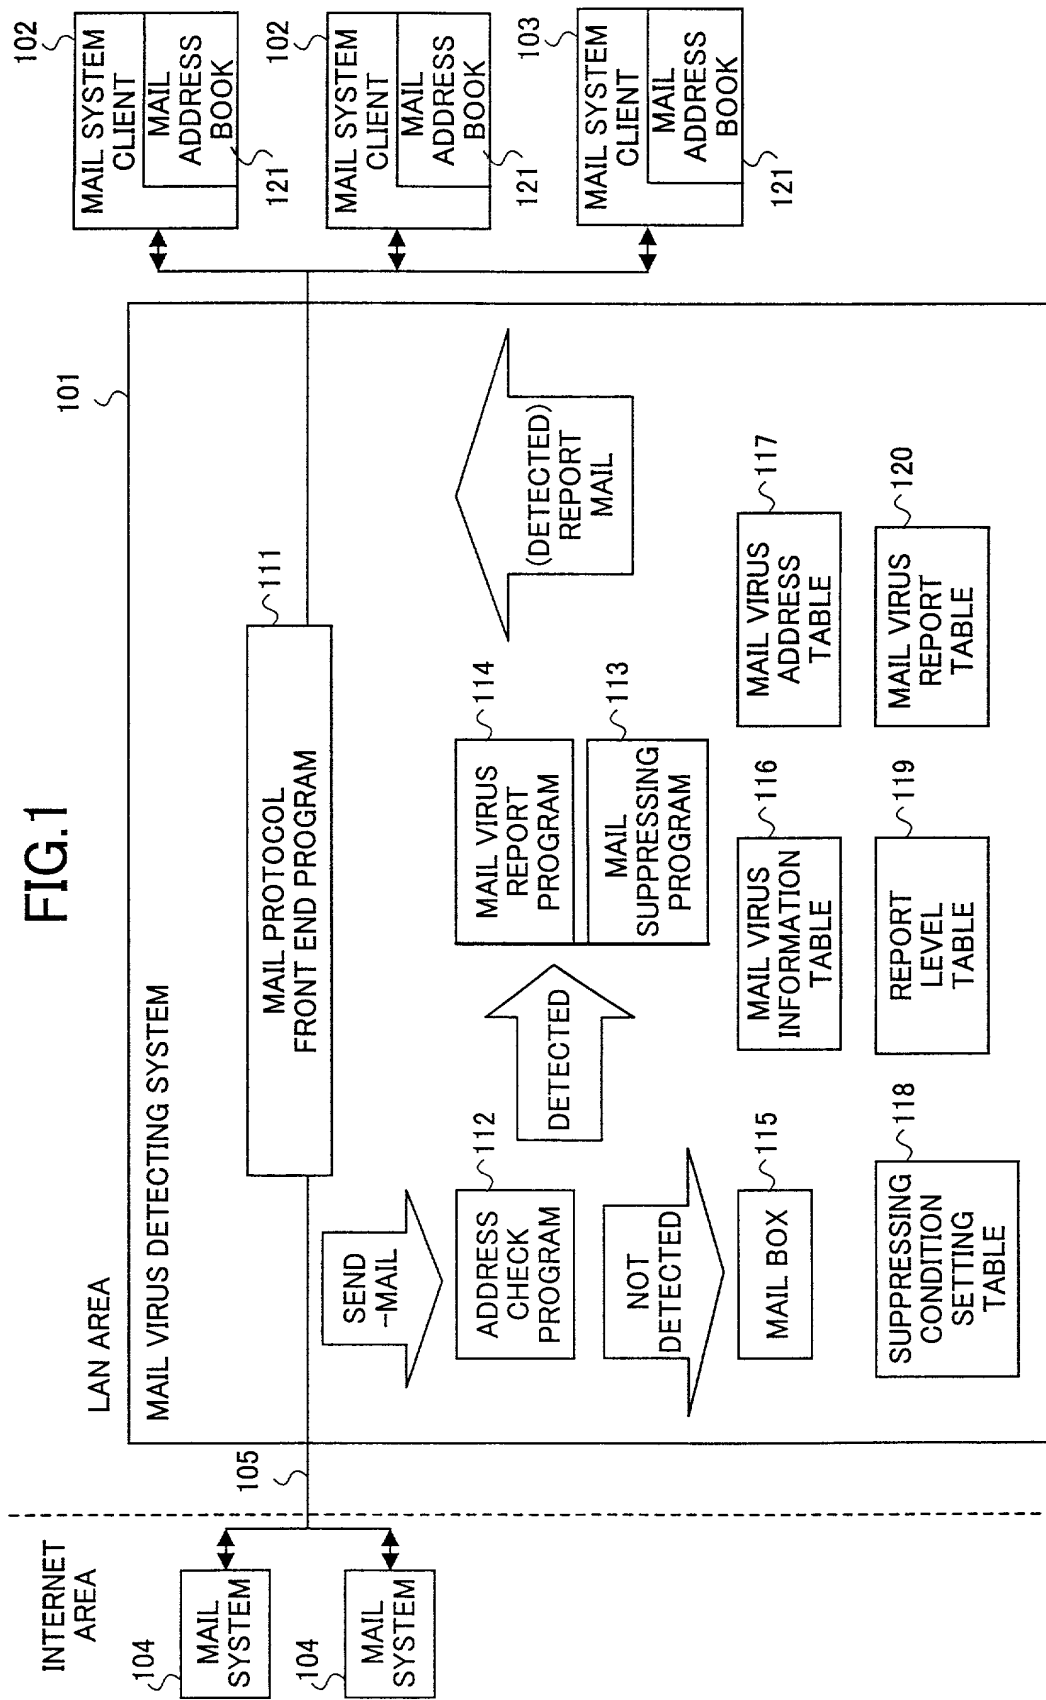 FIG.1
INTERNET
AREA
LAN AREA
104
MAIL
SYSTEM
104
MAIL
SYSTEM
105
101
MAIL VIRUS DETECTING SYSTEM
MAIL PROTOCOL
FRONT END PROGRAM
111
SEND
-MAIL
ADDRESS
CHECK
PROGRAM
112
DETECTED
NOT
DETECTED
MAIL BOX
115
MAIL VIRUS
REPORT
PROGRAM
114
MAIL
SUPPRESSING
PROGRAM
113
(DETECTED)
REPORT
MAIL
MAIL VIRUS
INFORMATION
TABLE
116
MAIL VIRUS
ADDRESS
TABLE
117
SUPPRESSING
CONDITION
SETTING
TABLE
118
REPORT
LEVEL
TABLE
119
MAIL VIRUS
REPORT
TABLE
120
MAIL SYSTEM
CLIENT
102
MAIL
ADDRESS
BOOK
121
MAIL SYSTEM
CLIENT
102
MAIL
ADDRESS
BOOK
121
MAIL SYSTEM
CLIENT
103
MAIL
ADDRESS
BOOK
121